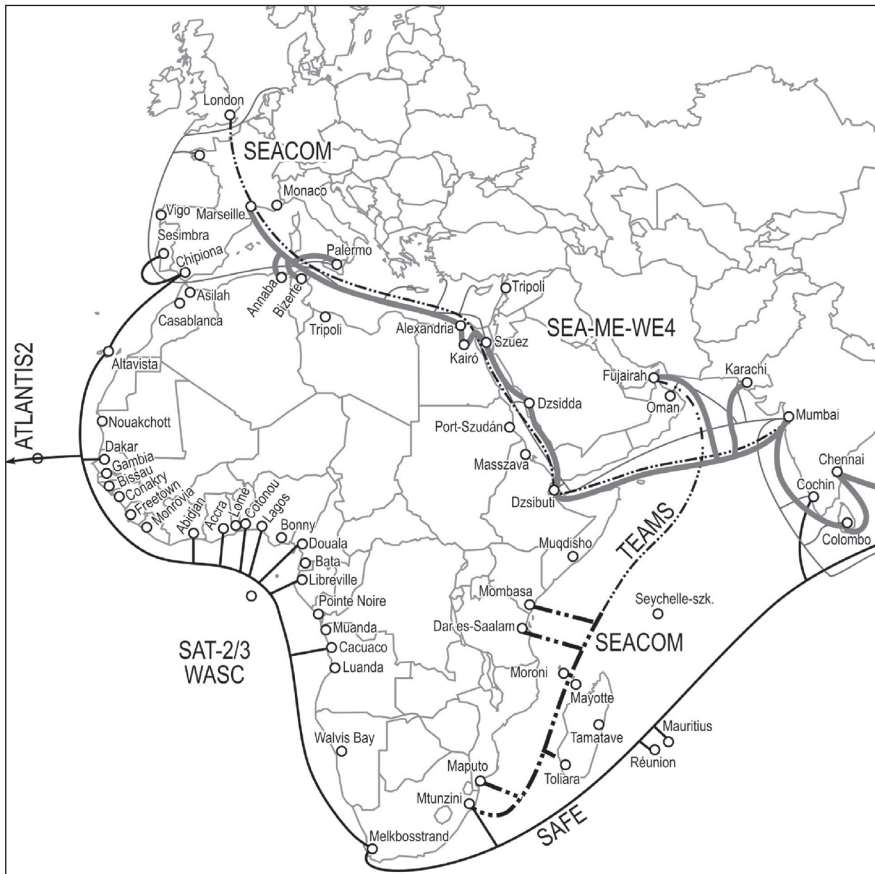 London
SEACOM
Monaco
Marseille
Vigo
Sesimbra
Chipiona
Palermo
Annaba
Bizerte
Asilah
Casablanca
Tripoli
Tripoli
Alexandria
Kairó
Szuez
SEA-ME-WE4
Altavista
Fujairah
Karachi
Oman
Dzsidda
Mumbai
ATLANTIS2
Nouakchott
Port-Szudán
Masszava
Dakar
Gambia
Bissau
Conakry
Freetown
Monrovia
Abidjan
Accra
Lomé
Cotonou
Lagos
Bonny
Douala
Bata
Libreville
Dzsibuti
Chennai
Cochin
Colombo
TEAMS
Muqdisho
Pointe Noire
Muanda
Cacuaco
Luanda
SAT-2/3
WASC
Mombasa
Dar es-Saalam
Seychelle-szk.
SEACOM
Moroni
Mayotte
Tamatave
Mauritius
Réunion
Toliara
Walvis Bay
Maputo
Mtunzini
SAFE
Melkbosstrand